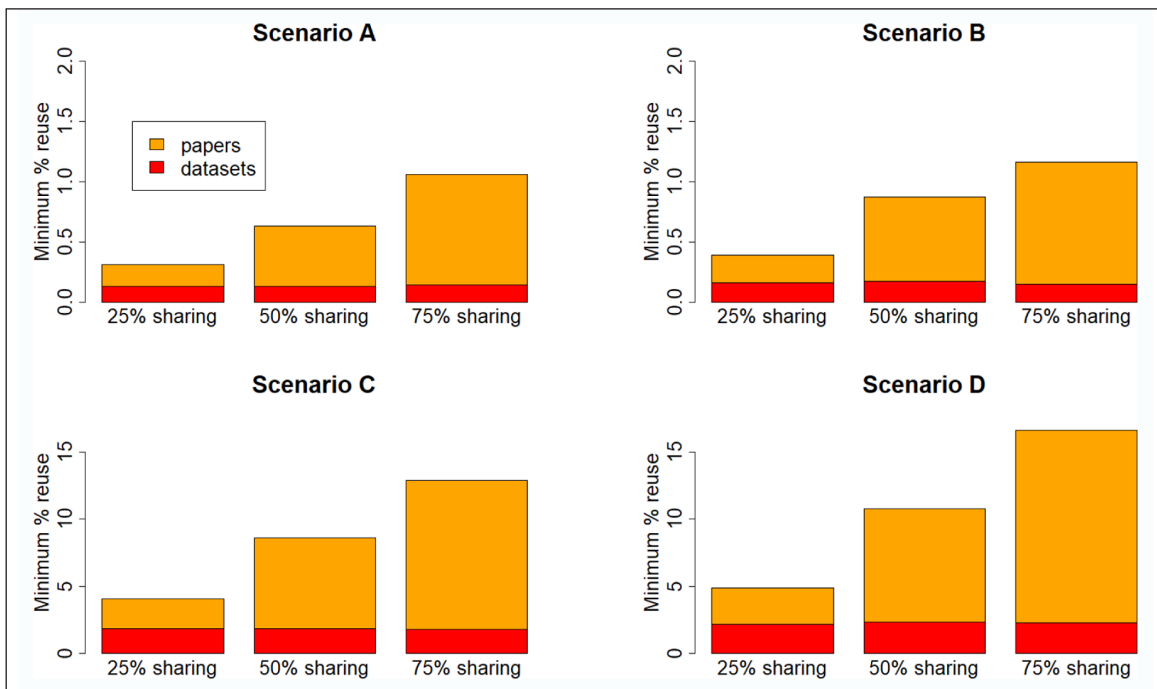 Scenario A
Minimum % reuse
2.0
1.5
1.0
0.5
0.0
papers
datasets
25% sharing 50% sharing 75% sharing
Scenario B
Minimum % reuse
2.0
1.5
1.0
0.5
0.0
25% sharing 50% sharing 75% sharing
Scenario C
Minimum % reuse
15
10
5
0
25% sharing 50% sharing 75% sharing
Scenario D
Minimum % reuse
15
10
5
0
25% sharing 50% sharing 75% sharing